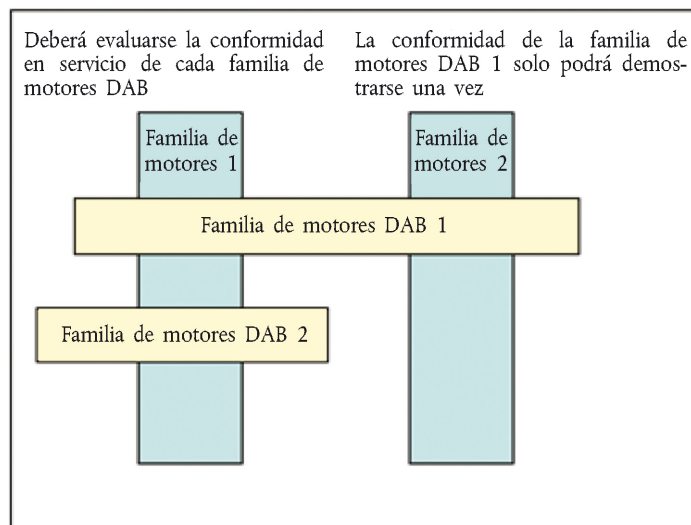 Deberá evaluarse la conformidad
en servicio de cada familia de
motores DAB
La conformidad de la familia de
motores DAB 1 solo podrá demos-
trarse una vez
Familia de
motores 1
Familia de
motores 2
Familia de motores DAB 1
Familia de motores DAB 2